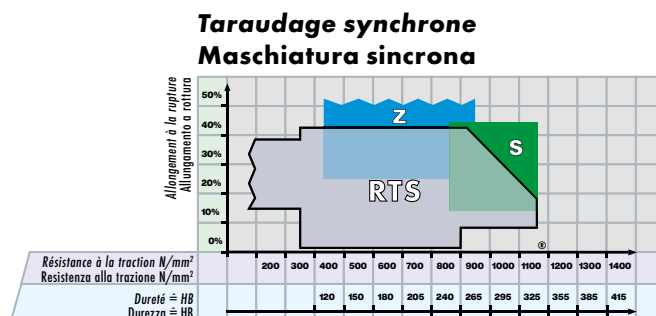 Taraudage synchrone
Maschiatura sincrona
Allongement à la rupture
Allungamento a rottura
50%
40%
30%
20%
10%
0%
Z
S
RTS
®
Résistance à la traction N/mm²
Resistenza alla trazione N/mm²
200 300 400 500 600 700 800 900 1000 1100 1200 1300 1400
Dureté ≙ HB
Durezza ≙ HB
120 150 180 205 240 265 295 325 355 385 415